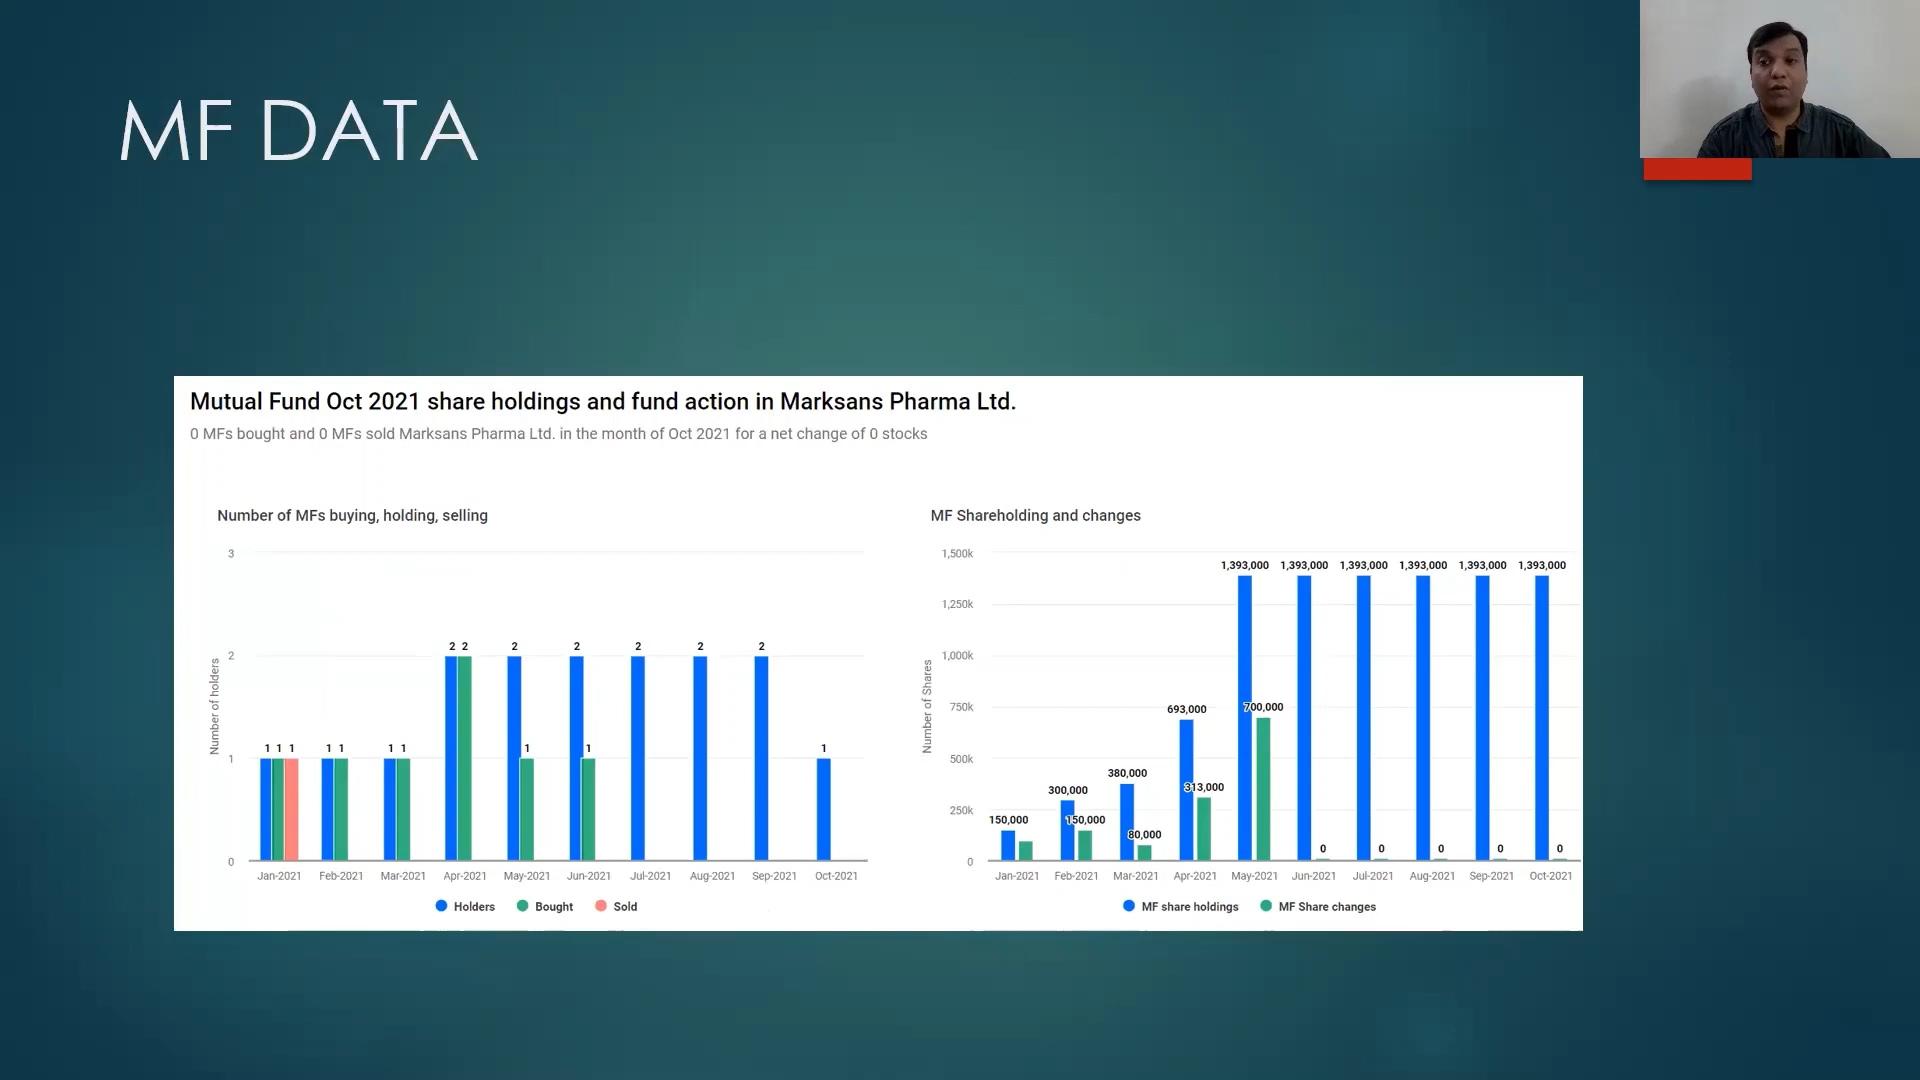 MF DATA
Mutual Fund Oct 2021 share holdings and fund action in Marksans Pharma Ltd.
0 MFs bought and 0 MFs sold Marksans Pharma Ltd. in the month of Oct 2021 for a net change of 0 stocks
Number of MFs buying, holding, selling
Number of holders
3
2
1
0
1 1 1
1 1
1 1
2 2
2 1
2 1
2
2
2
1
Jan-2021 Feb-2021 Mar-2021 Apr-2021 May-2021 Jun-2021 Jul-2021 Aug-2021 Sep-2021 Oct-2021
Holders Bought Sold
MF Shareholding and changes
Number of Shares
1,500k
1,250k
1,000k
750k
500k
250k
0
150,000
300,000 150,000
380,000 80,000
693,000 313,000
1,393,000 700,000
1,393,000 0
1,393,000 0
1,393,000 0
1,393,000 0
1,393,000 0
Jan-2021 Feb-2021 Mar-2021 Apr-2021 May-2021 Jun-2021 Jul-2021 Aug-2021 Sep-2021 Oct-2021
MF share holdings MF Share changes